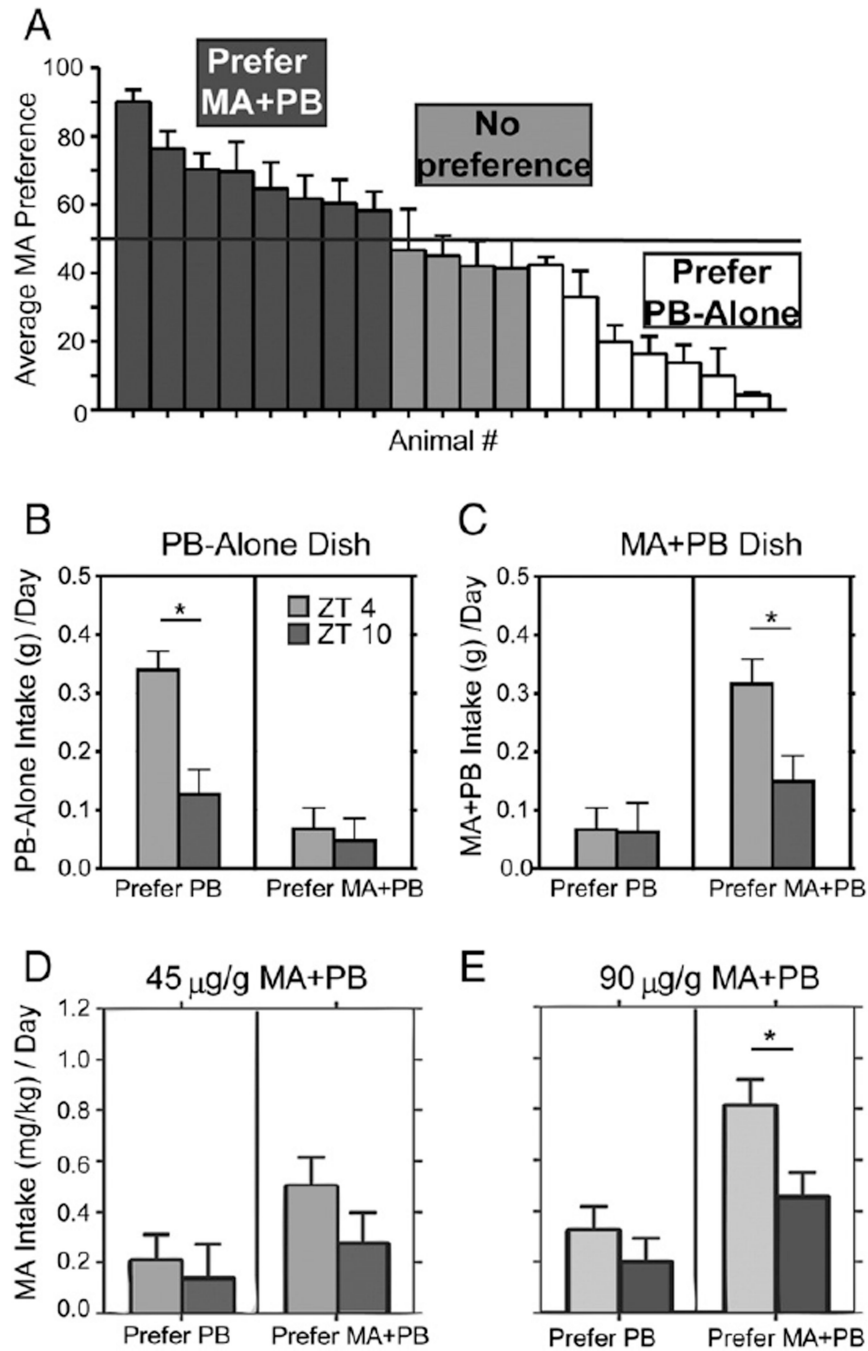 A
Prefer
MA+PB
No
preference
Prefer
PB-Alone
Average MA Preference
100
80
60
40
20
0
Animal #
B
PB-Alone Dish
PB-Alone Intake (g) /Day
0.5
0.4
0.3
0.2
0.1
0.0
*
ZT 4
ZT 10
Prefer PB
Prefer MA+PB
C
MA+PB Dish
MA+PB Intake (g) /Day
0.5
0.4
0.3
0.2
0.1
0.0
*
Prefer PB
Prefer MA+PB
D
45 μg/g MA+PB
MA Intake (mg/kg) / Day
1.2
1.0
0.8
0.6
0.4
0.2
0.0
Prefer PB
Prefer MA+PB
E
90 μg/g MA+PB
*
Prefer PB
Prefer MA+PB